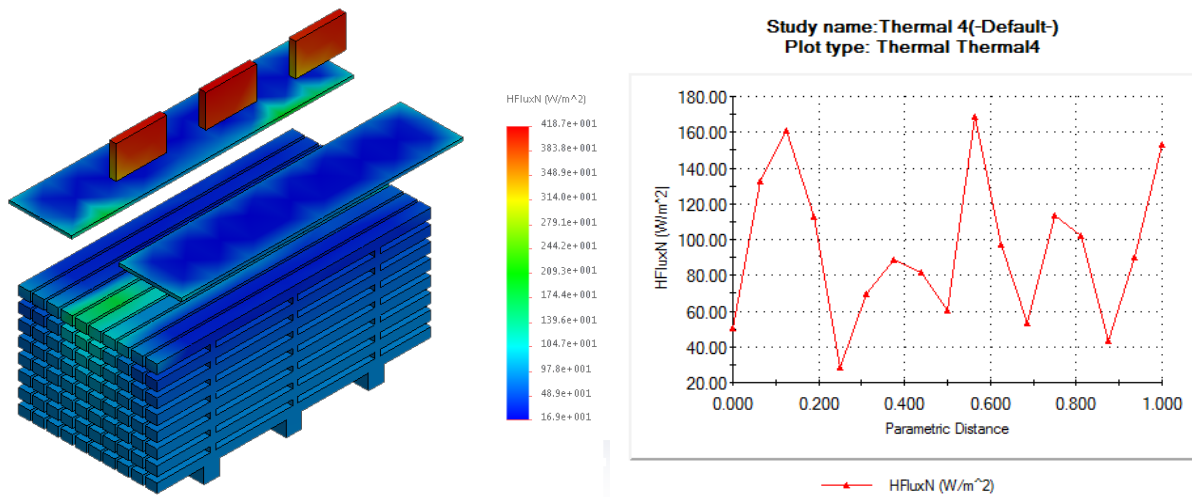 HFluxN (W/m^2)
418.7e+001
383.8e+001
348.9e+001
314.0e+001
279.1e+001
244.2e+001
209.3e+001
174.4e+001
139.6e+001
104.7e+001
97.8e+001
48.9e+001
16.9e+001
Study name:Thermal 4(-Default-)
Plot type: Thermal Thermal4
180.00
160.00
140.00
120.00
100.00
80.00
60.00
40.00
20.00
HFluxN (W/m^2|
0.000 0.200 0.400 0.600 0.800 1.000
Parametric Distance
HFluxN (W/m^2)